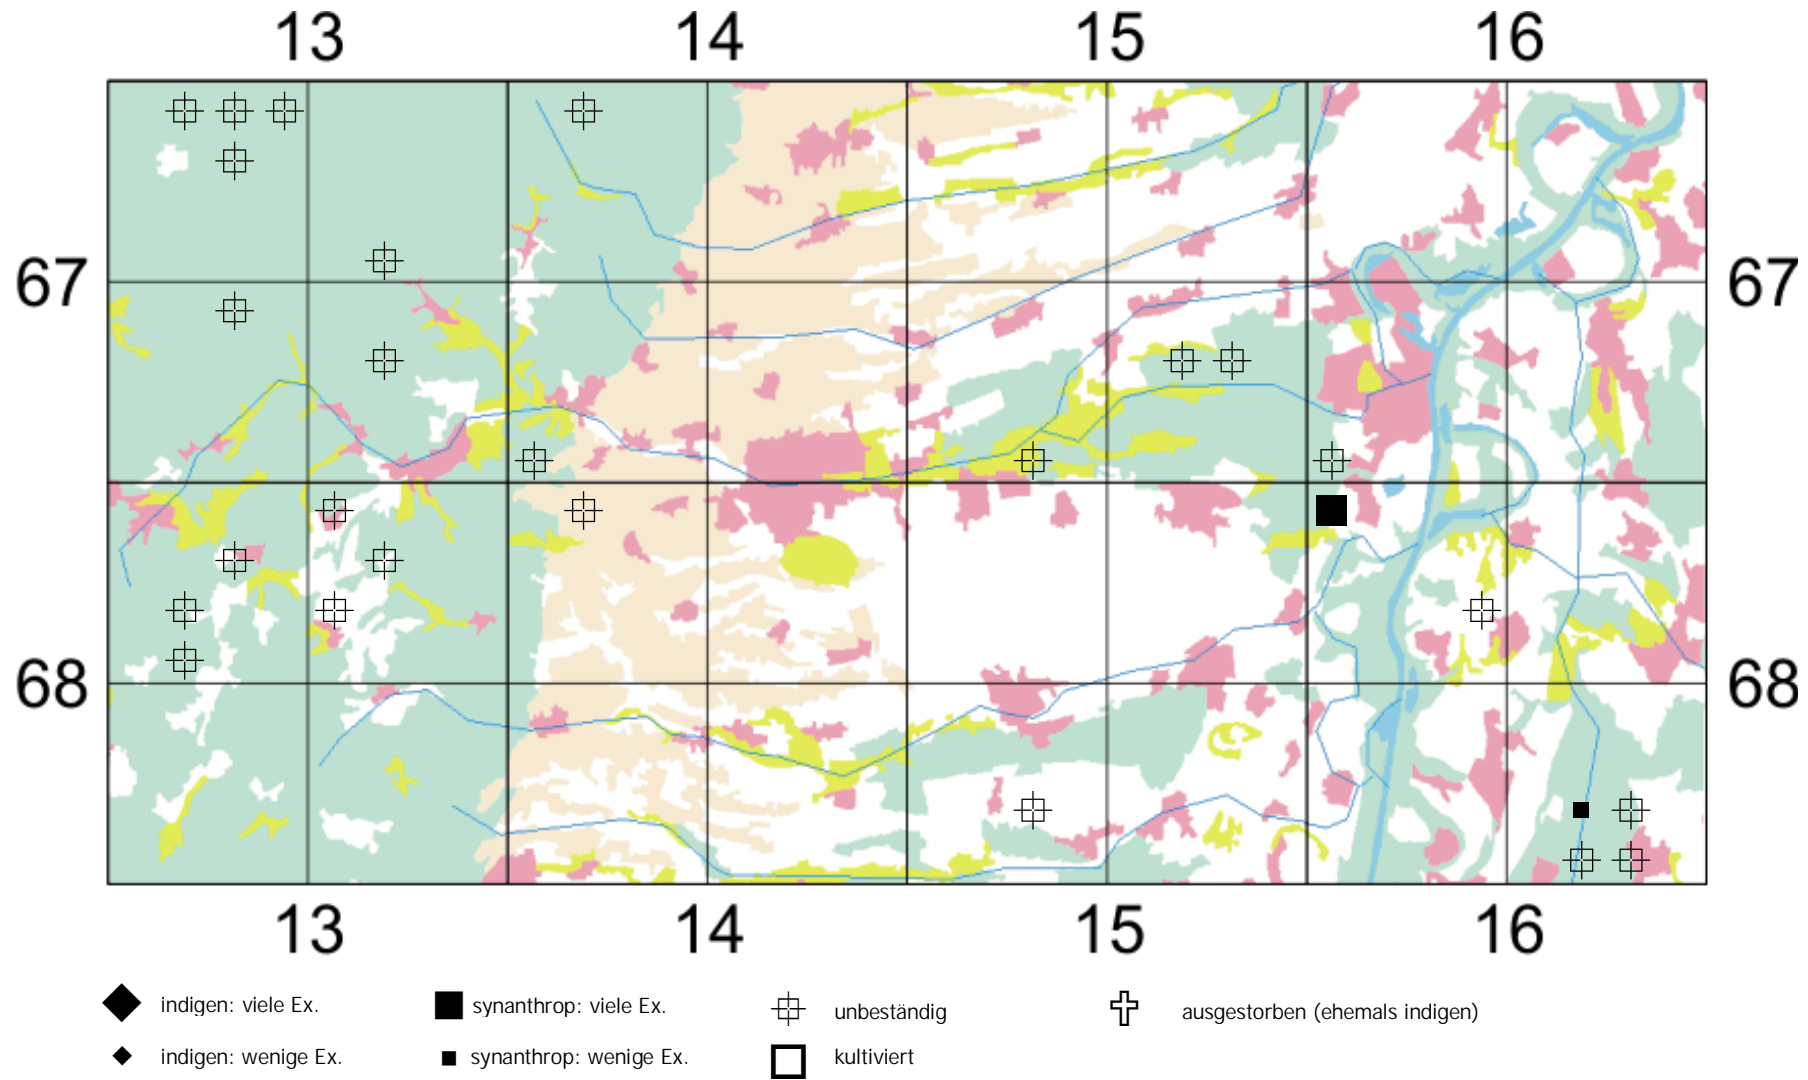 13 14 15 16
67 67
68 68
13 14 15 16
indigen: viele Ex. synanthrop: viele Ex. unbeständig ausgestorben (ehemals indigen)
indigen: wenige Ex. synanthrop: wenige Ex. kultiviert